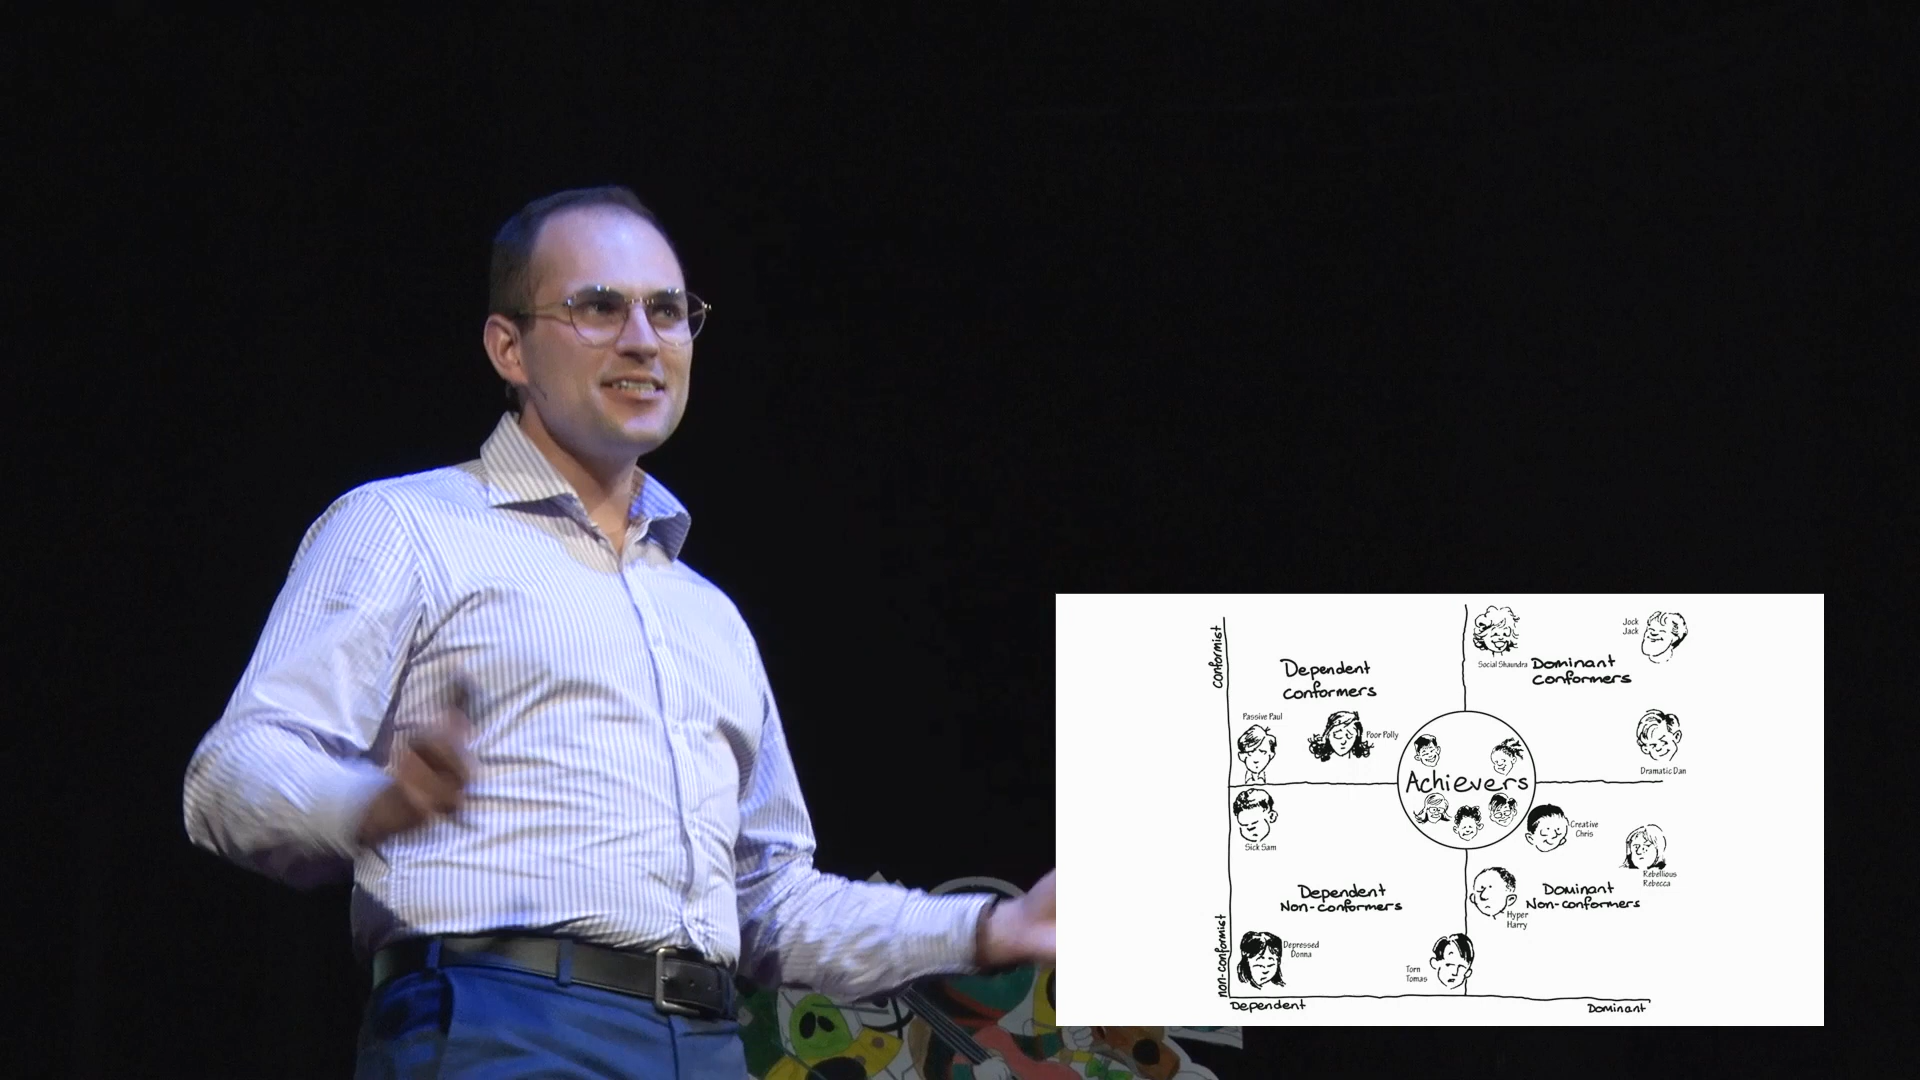 conformist
Dependent
Conformers
Passive Paul
Poor Polly
Social Shaundra
Dominant
Conformers
Jock
Jack
Dramatic Dan
Achievers
Sick Sam
Creative
Chris
Rebellious
Rebecca
Dependent
Non-conformers
Dominant
Non-conformers
Hyper
Harry
non-conformist
Depressed
Donna
Torn
Tomas
Dependent
Dominant